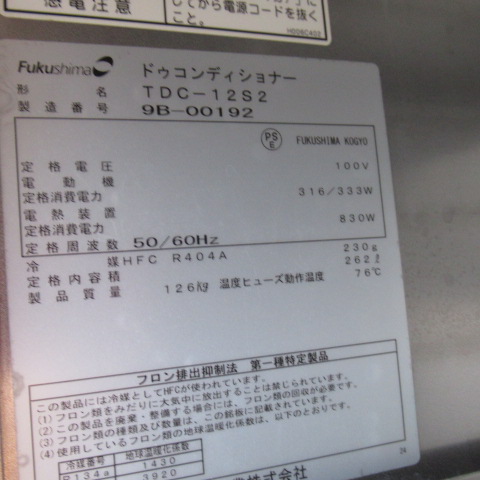 感電注意
してから電源コードを抜く
こと。
H026C403
Fukushima
ドゥコンディショナー
形名 TDC-12S2
製造番号 9B-00192
PS E FUKUSHIMA KOGYO
定格電圧 100V
電動機
定格消費電力 316/333W
電熱装置
定格消費電力 830W
定格周波数 50/60Hz
冷媒 HFC R404A 230g
定格内容積 262ℓ
製品質量 126kg 温度ヒューズ動作温度 76℃
フロン排出抑制法 第一種特定製品
この製品には冷媒としてHFCが使われています。
(1) フロン類をみだりに大気中に放出することは禁じられています。
(2) この製品を廃棄・整備する場合には、フロン類の回収が必要です。
(3) フロン類の種類及び数量は、この銘板に記載されています。
(4) 使用しているフロン類の地球温暖化係数は、以下のとおりです。
冷媒番号 地球温暖化係数
R134a 1430
3920
業株式会社
24